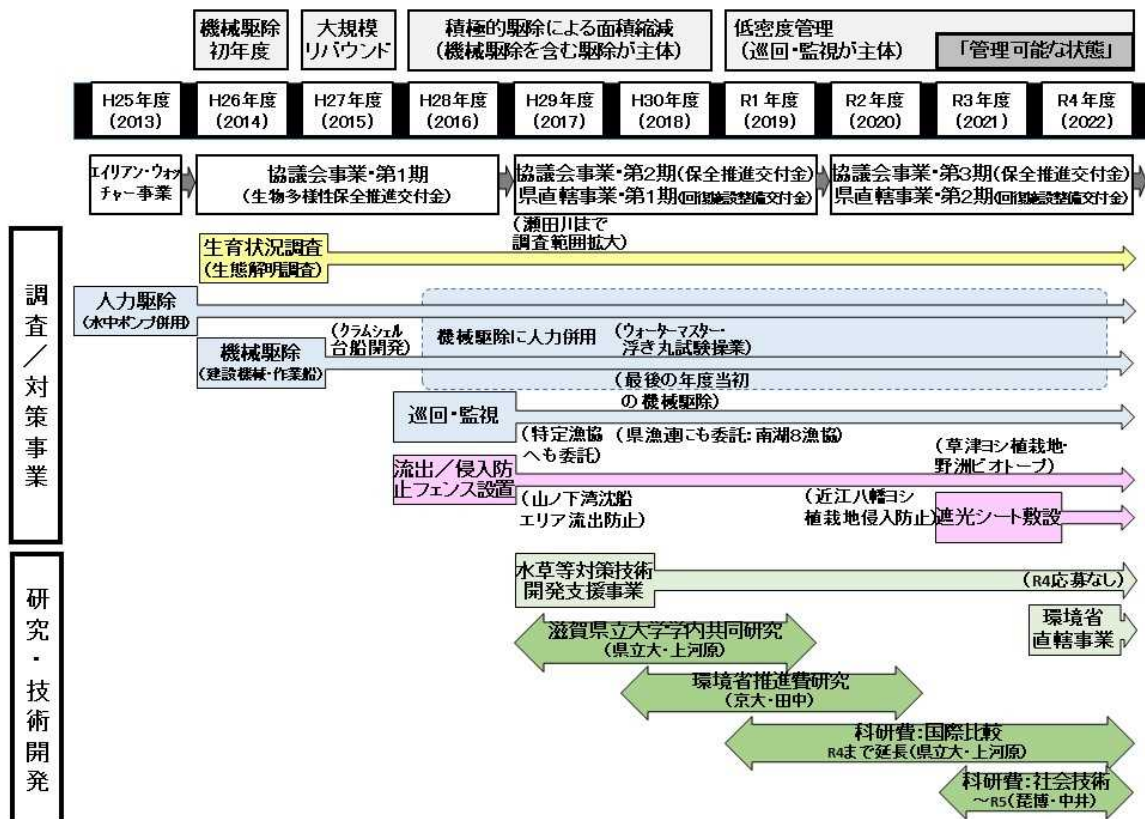 機械駆除
初年度
大規模
リバウンド
積極的駆除による面積縮減
(機械駆除を含む駆除が主体)
低密度管理
(巡回・監視が主体)
「管理可能な状態」
H25年度
(2013)
H26年度
(2014)
H27年度
(2015)
H28年度
(2016)
H29年度
(2017)
H30年度
(2018)
R1年度
(2019)
R2年度
(2020)
R3年度
(2021)
R4年度
(2022)
エイリアン・ウォッ
チャー事業
協議会事業・第1期
(生物多様性保全推進交付金)
協議会事業・第2期(保全推進交付金)
県直轄事業・第1期(回復施設整備交付金)
協議会事業・第3期(保全推進交付金)
県直轄事業・第2期(回復施設整備交付金)
調査/対策事業
生育状況調査
(生態解明調査)
(瀬田川まで
調査範囲拡大)
人力駆除
(水中ポンプ併用)
機械駆除
(建設機械・作業船)
(クラムシェル
台船開発)
機械駆除に人力併用
(ウォーターマスター・
浮き丸試験操業)
(最後の年度当初
の機械駆除)
巡回・監視
(特定漁協
へも委託)
(県漁連にも委託:南湖8漁協)
流出/侵入防
止フェンス設置
(山ノ下湾沈船
エリア流出防止)
(近江八幡ヨシ
植栽地侵入防止)
(草津ヨシ植栽地・
野洲ビオトープ)
遮光シート敷設
研究・技術開発
水草等対策技術
開発支援事業
(R4応募なし)
滋賀県立大学学内共同研究
(県立大・上河原)
環境省
直轄事業
環境省推進費研究
(京大・田中)
科研費:国際比較
R4まで延長(県立大・上河原)
科研費:社会技術
~R5(琵博・中井)